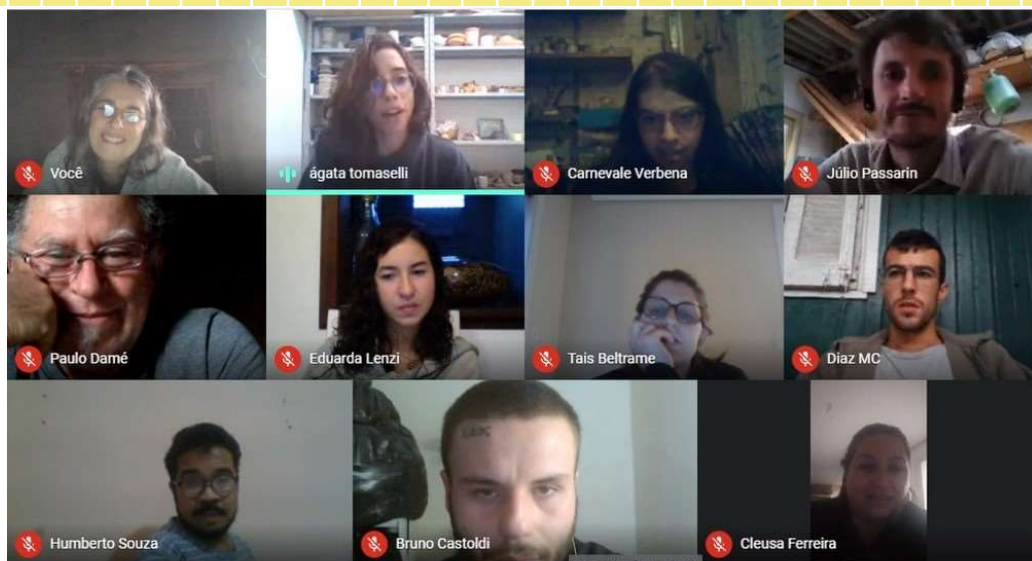 Você
ágata tomaselli
Carnevale Verbena
Júlio Passarin
Paulo Damé
Eduarda Lenzi
Tais Beltrame
Diaz MC
Humberto Souza
Bruno Castoldi
Cleusa Ferreira